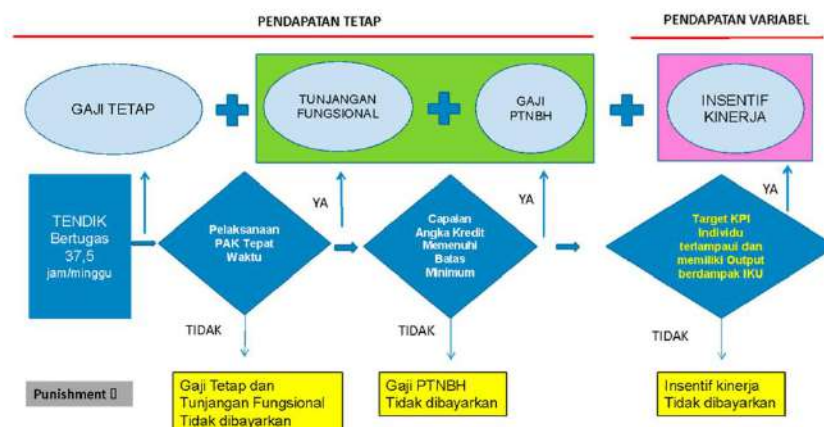 PENDAPATAN TETAP
PENDAPATAN VARIABEL
GAJI TETAP
TUNJANGAN
FUNGSIONAL
GAJI
PTNBH
INSENTIF
KINERJA
TENDIK
Bertugas
37,5
jam/minggu
Pelaksanaan
PAK Tepat
Waktu
YA
Capaian
Angka Kredit
Memenuhi
Batas
Minimum
YA
Target KPI
Individu
terlampaui dan
memiliki Output
berdampak IKU
YA
TIDAK
TIDAK
TIDAK
Punishment
Gaji Tetap dan
Tunjangan Fungsional
Tidak dibayarkan
Gaji PTNBH
Tidak dibayarkan
Insentif kinerja
Tidak dibayarkan